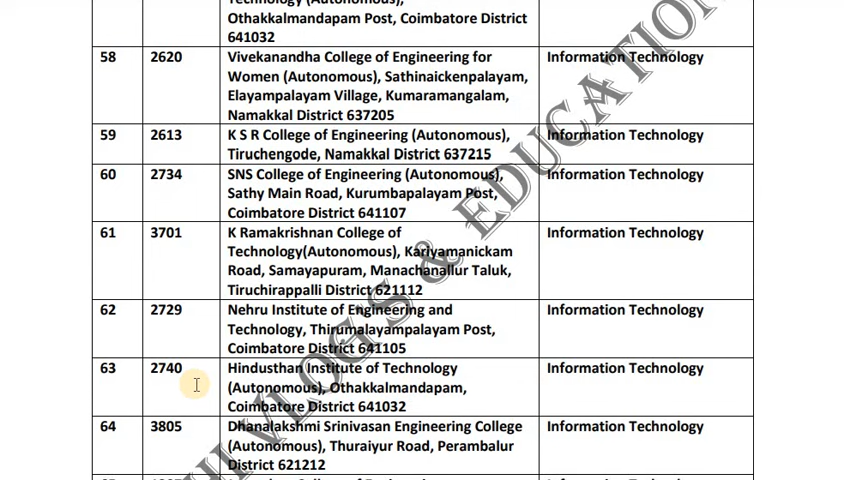 Technology (Autonomous),
Othakkalmandapam Post, Coimbatore District
641032
58 2620 Vivekanandha College of Engineering for Information Technology
Women (Autonomous), Sathinaickenpalayam,
Elayampalayam Village, Kumaramangalam,
Namakkal District 637205
59 2613 K S R College of Engineering (Autonomous), Information Technology
Tiruchengode, Namakkal District 637215
60 2734 SNS College of Engineering (Autonomous), Information Technology
Sathy Main Road, Kurumbapalayam Post,
Coimbatore District 641107
61 3701 K Ramakrishnan College of Information Technology
Technology(Autonomous), Kariyamanickam
Road, Samayapuram, Manachanallur Taluk,
Tiruchirappalli District 621112
62 2729 Nehru Institute of Engineering and Information Technology
Technology, Thirumalayampalayam Post,
Coimbatore District 641105
63 2740 Hindusthan Institute of Technology Information Technology
(Autonomous), Othakkalmandapam,
Coimbatore District 641032
64 3805 Dhanalakshmi Srinivasan Engineering College Information Technology
(Autonomous), Thuraiyur Road, Perambalur
District 621212
VLOGS & EDUCATION